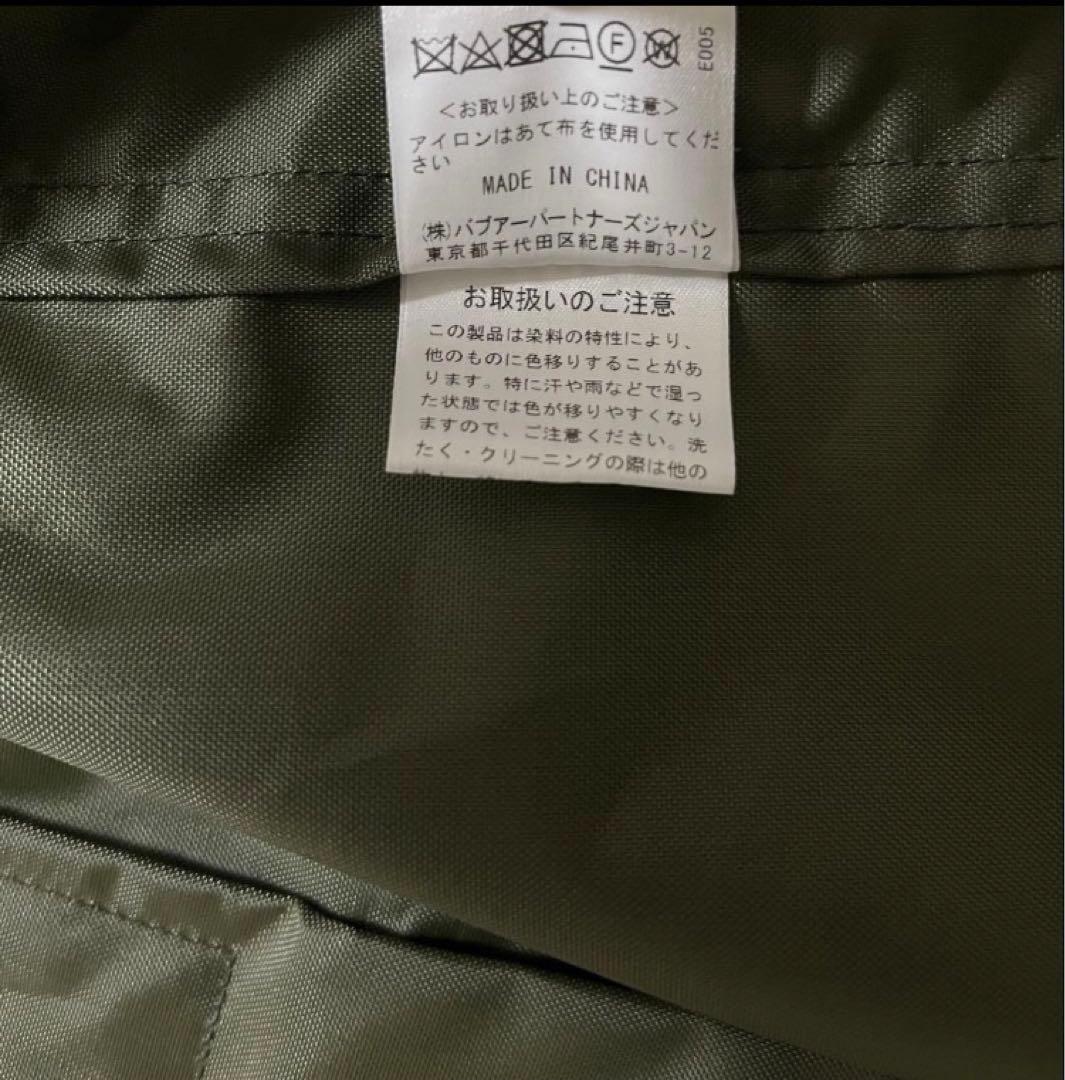 F W E005
<お取り扱い上のご注意>
アイロンはあて布を使用してくだ
さい
MADE IN CHINA
(株)バブアーパートナーズジャパン
東京都千代田区紀尾井町3-12
お取扱いのご注意
この製品は染料の特性により、
他のものに色移りすることがあ
ります。特に汗や雨などで湿っ
た状態では色が移りやすくなり
ますので、ご注意ください。洗
たく・クリーニングの際は他の